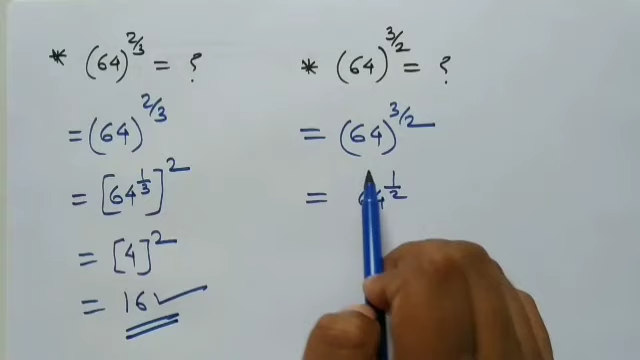 * (64)^{2/3} = ?
= (64)^{2/3}
= [64^{1/3}]^2
= [4]^2
= 16 ✓
* (64)^{3/2} = ?
= (64)^{3/2}
= 64^{1/2}